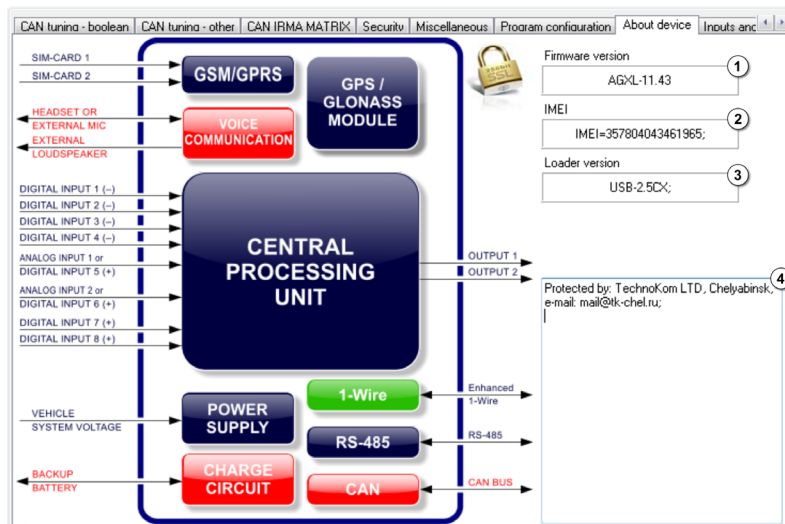 CAN tuning - boolean CAN tuning - other CAN IRMA MATRIX Security Miscellaneous Program configuration About device Inputs and
SIM-CARD 1
SIM-CARD 2
GSM/GPRS
GPS /
GLONASS
MODULE
HEADSET OR
EXTERNAL MIC
EXTERNAL
LOUDSPEAKER
VOICE
COMMUNICATION
DIGITAL INPUT 1 (–)
DIGITAL INPUT 2 (–)
DIGITAL INPUT 3 (–)
DIGITAL INPUT 4 (–)
ANALOG INPUT 1 or
DIGITAL INPUT 5 (+)
ANALOG INPUT 2 or
DIGITAL INPUT 6 (+)
DIGITAL INPUT 7 (+)
DIGITAL INPUT 8 (+)
CENTRAL
PROCESSING
UNIT
OUTPUT 1
OUTPUT 2
VEHICLE
SYSTEM VOLTAGE
POWER
SUPPLY
1-Wire
Enhanced
1-Wire
RS-485
RS-485
BACKUP
BATTERY
CHARGE
CIRCUIT
CAN
CAN BUS
SSL
Firmware version
1
AGXL-11.43
IMEI
2
IMEI=357804043461965;
Loader version
3
USB-2.5CX;
4
Protected by: TechnoKom LTD, Chelyabinsk,
e-mail: mail@tk-chel.ru;